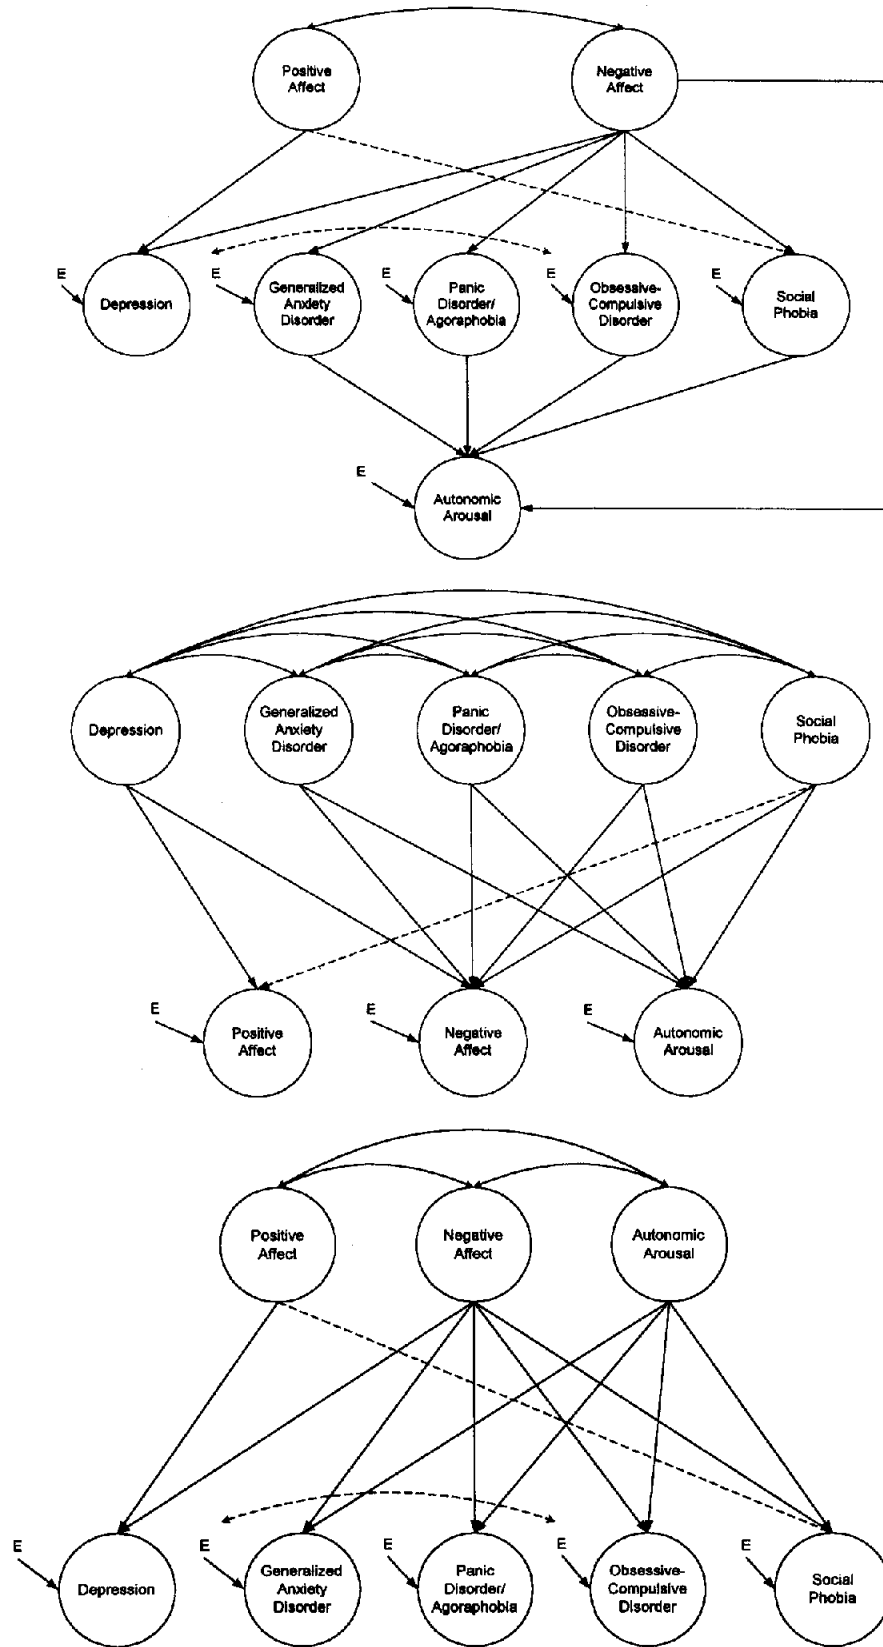 Positive
Affect
Negative
Affect
E
Depression
E
Generalized
Anxiety
Disorder
E
Panic
Disorder/
Agoraphobia
E
Obsessive-
Compulsive
Disorder
E
Social
Phobia
E
Autonomic
Arousal
Depression
Generalized
Anxiety
Disorder
Panic
Disorder/
Agoraphobia
Obsessive-
Compulsive
Disorder
Social
Phobia
E
Positive
Affect
E
Negative
Affect
E
Autonomic
Arousal
Positive
Affect
Negative
Affect
Autonomic
Arousal
E
Depression
E
Generalized
Anxiety
Disorder
E
Panic
Disorder/
Agoraphobia
E
Obsessive-
Compulsive
Disorder
E
Social
Phobia